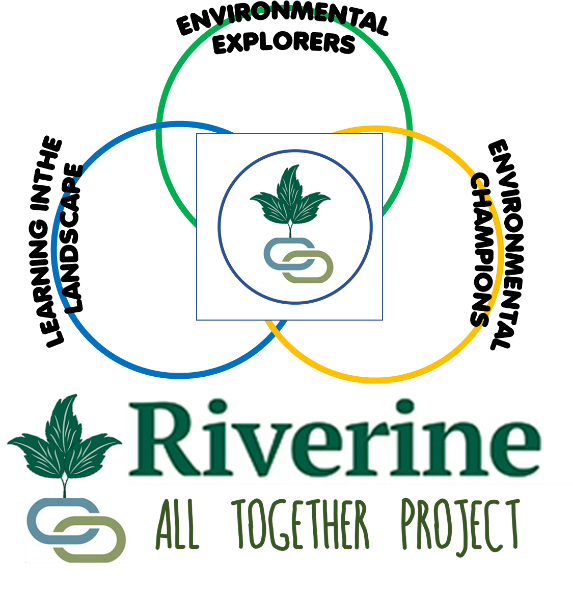 ENVIRONMENTAL
EXPLORERS
LEARNING INTHE
LANDSCAPE
ENVIRONMENTAL
CHAMPIONS
Riverine
ALL TOGETHER PROJECT